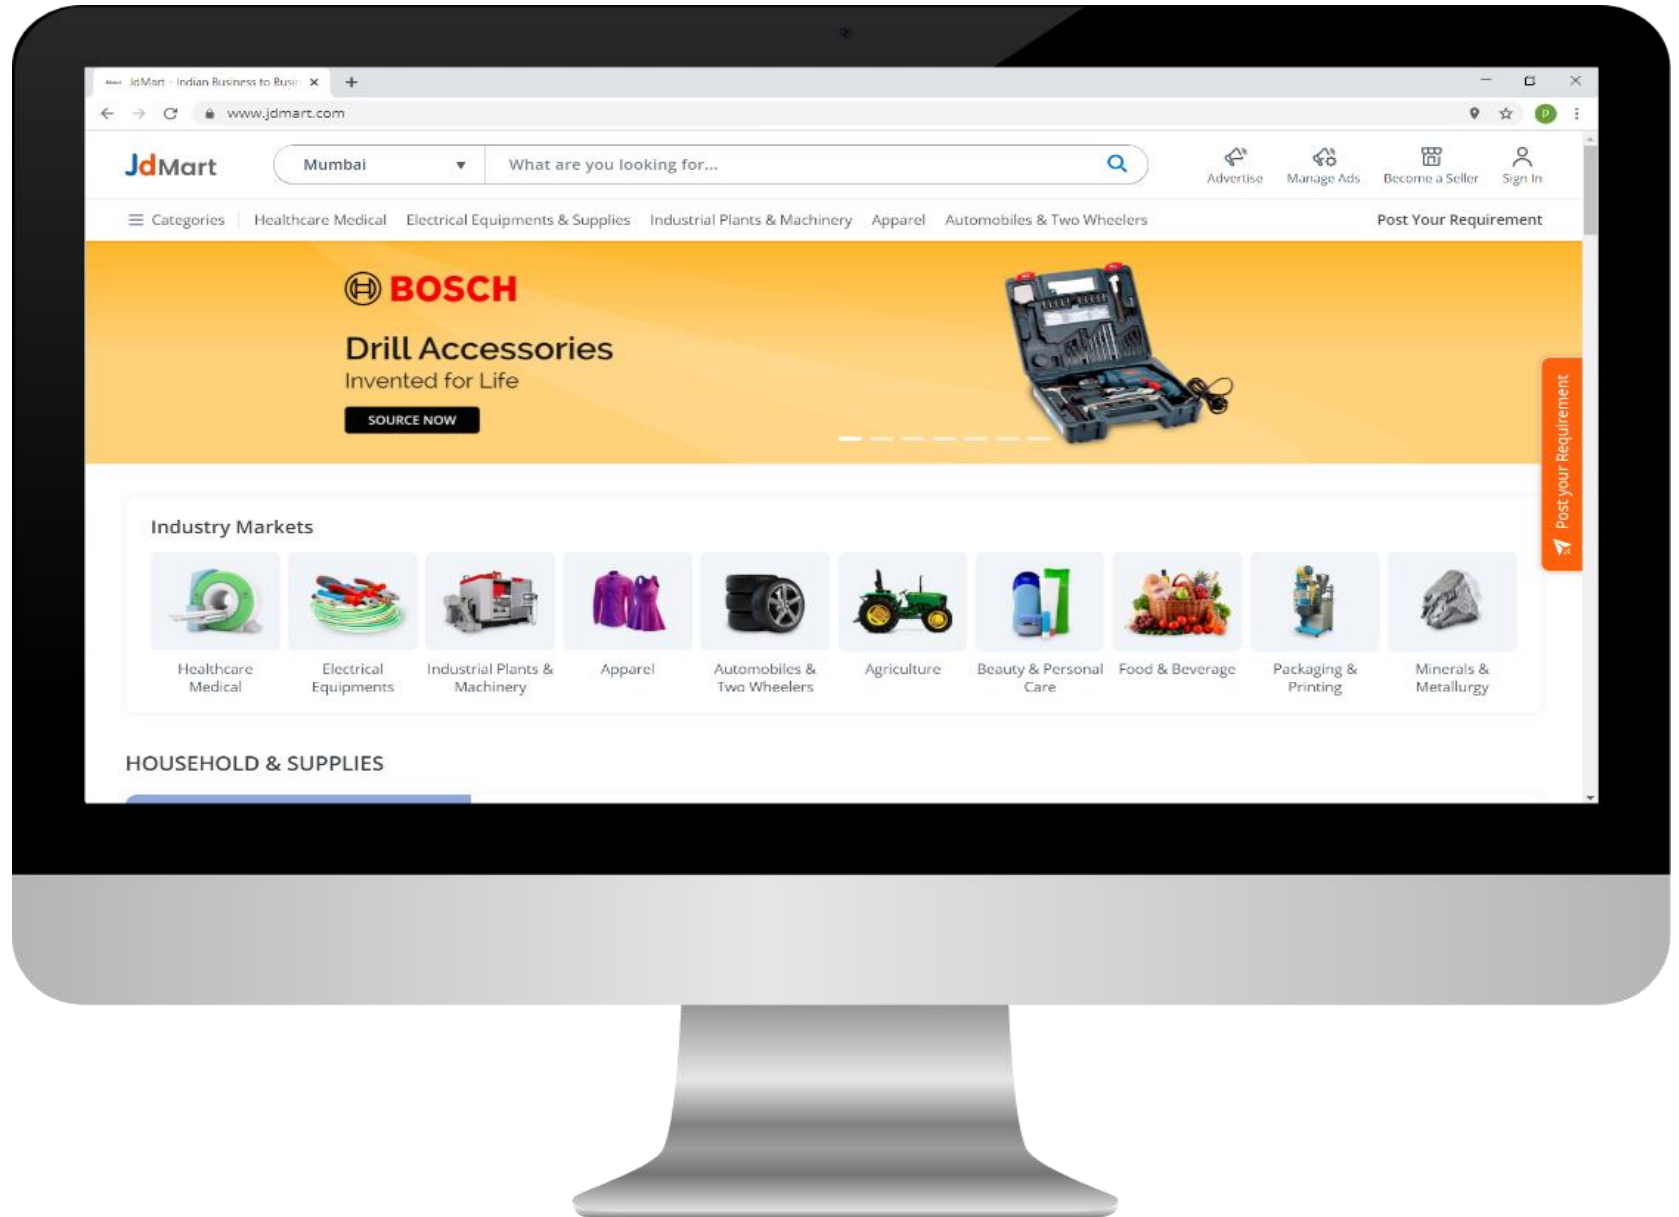 JdMart - Indian Business to Busin
www.jdmart.com
P
JdMart
Mumbai
What are you looking for...
Advertise
Manage Ads
Become a Seller
Sign In
Categories
Healthcare Medical
Electrical Equipments & Supplies
Industrial Plants & Machinery
Apparel
Automobiles & Two Wheelers
Post Your Requirement
BOSCH
Drill Accessories
Invented for Life
SOURCE NOW
Post your Requirement
Industry Markets
Healthcare
Medical
Electrical
Equipments
Industrial Plants &
Machinery
Apparel
Automobiles &
Two Wheelers
Agriculture
Beauty & Personal
Care
Food & Beverage
Packaging &
Printing
Minerals &
Metallurgy
HOUSEHOLD & SUPPLIES